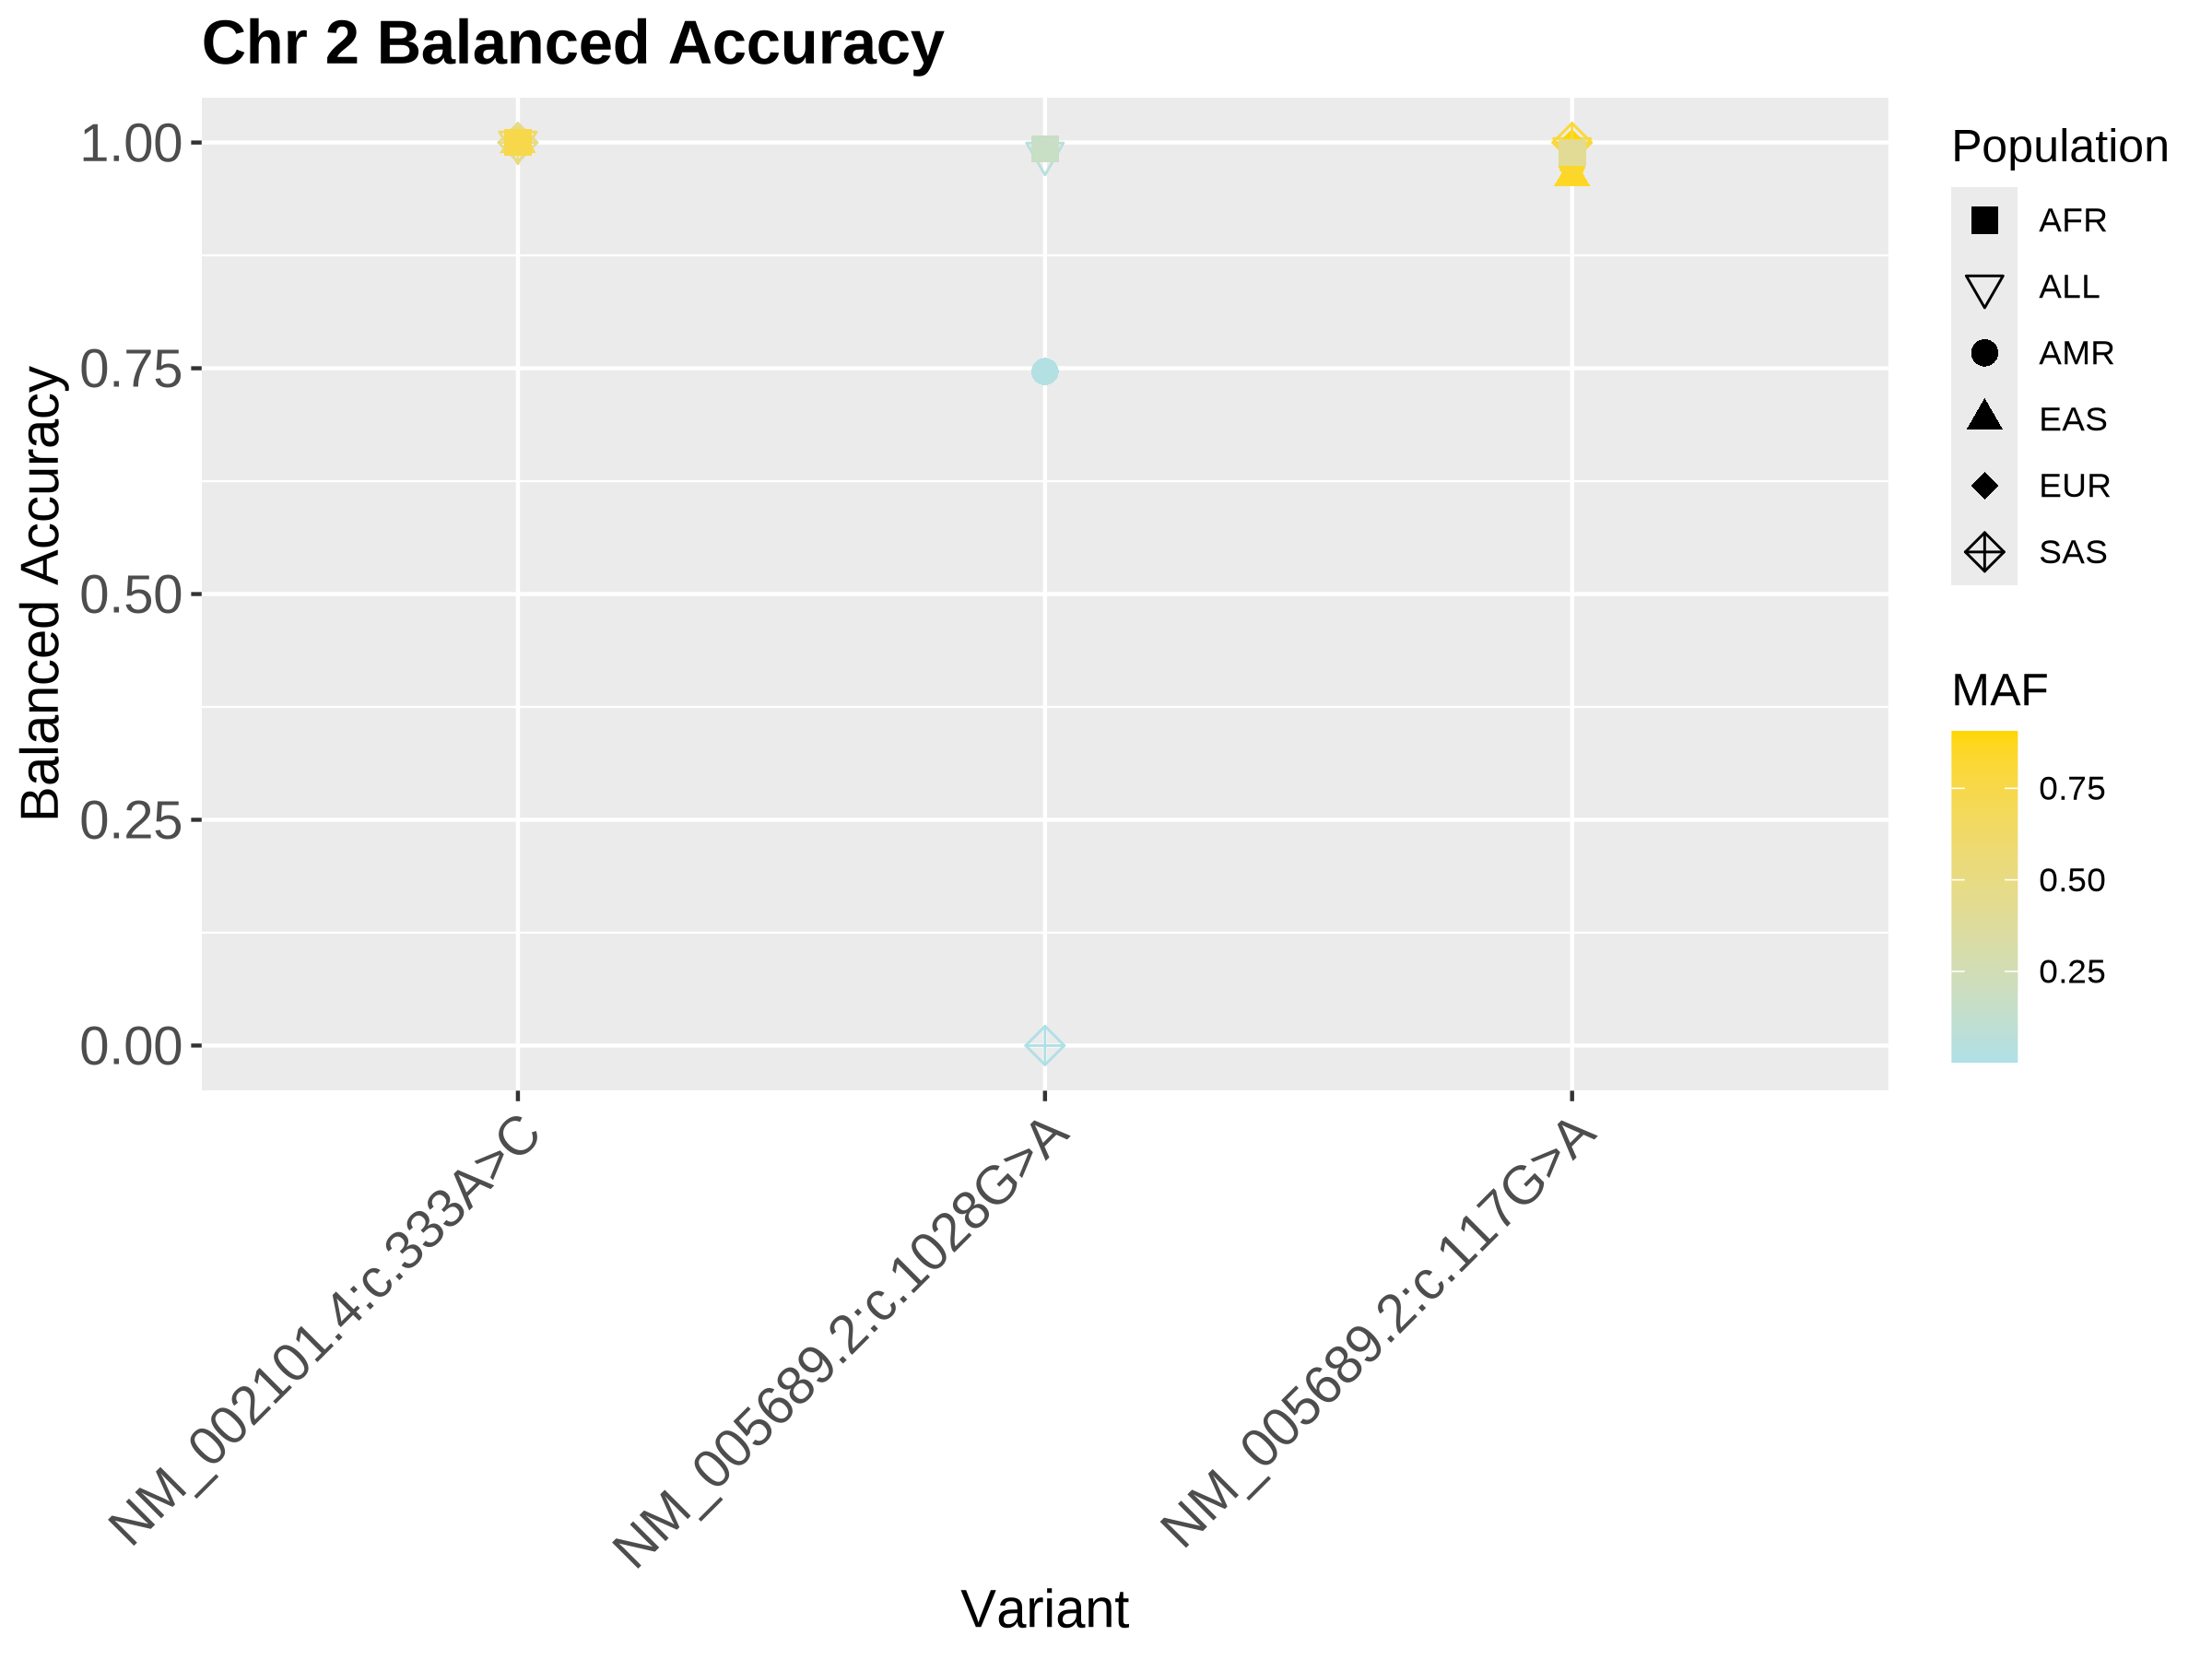 Chr 2 Balanced Accuracy
Balanced Accuracy
1.00
0.75
0.50
0.25
0.00
NM_002101.4:c.333A>C
NM_005689.2:c.1028G>A
NM_005689.2:c.117G>A
Variant
Population
AFR
ALL
AMR
EAS
EUR
SAS
MAF
0.75
0.50
0.25